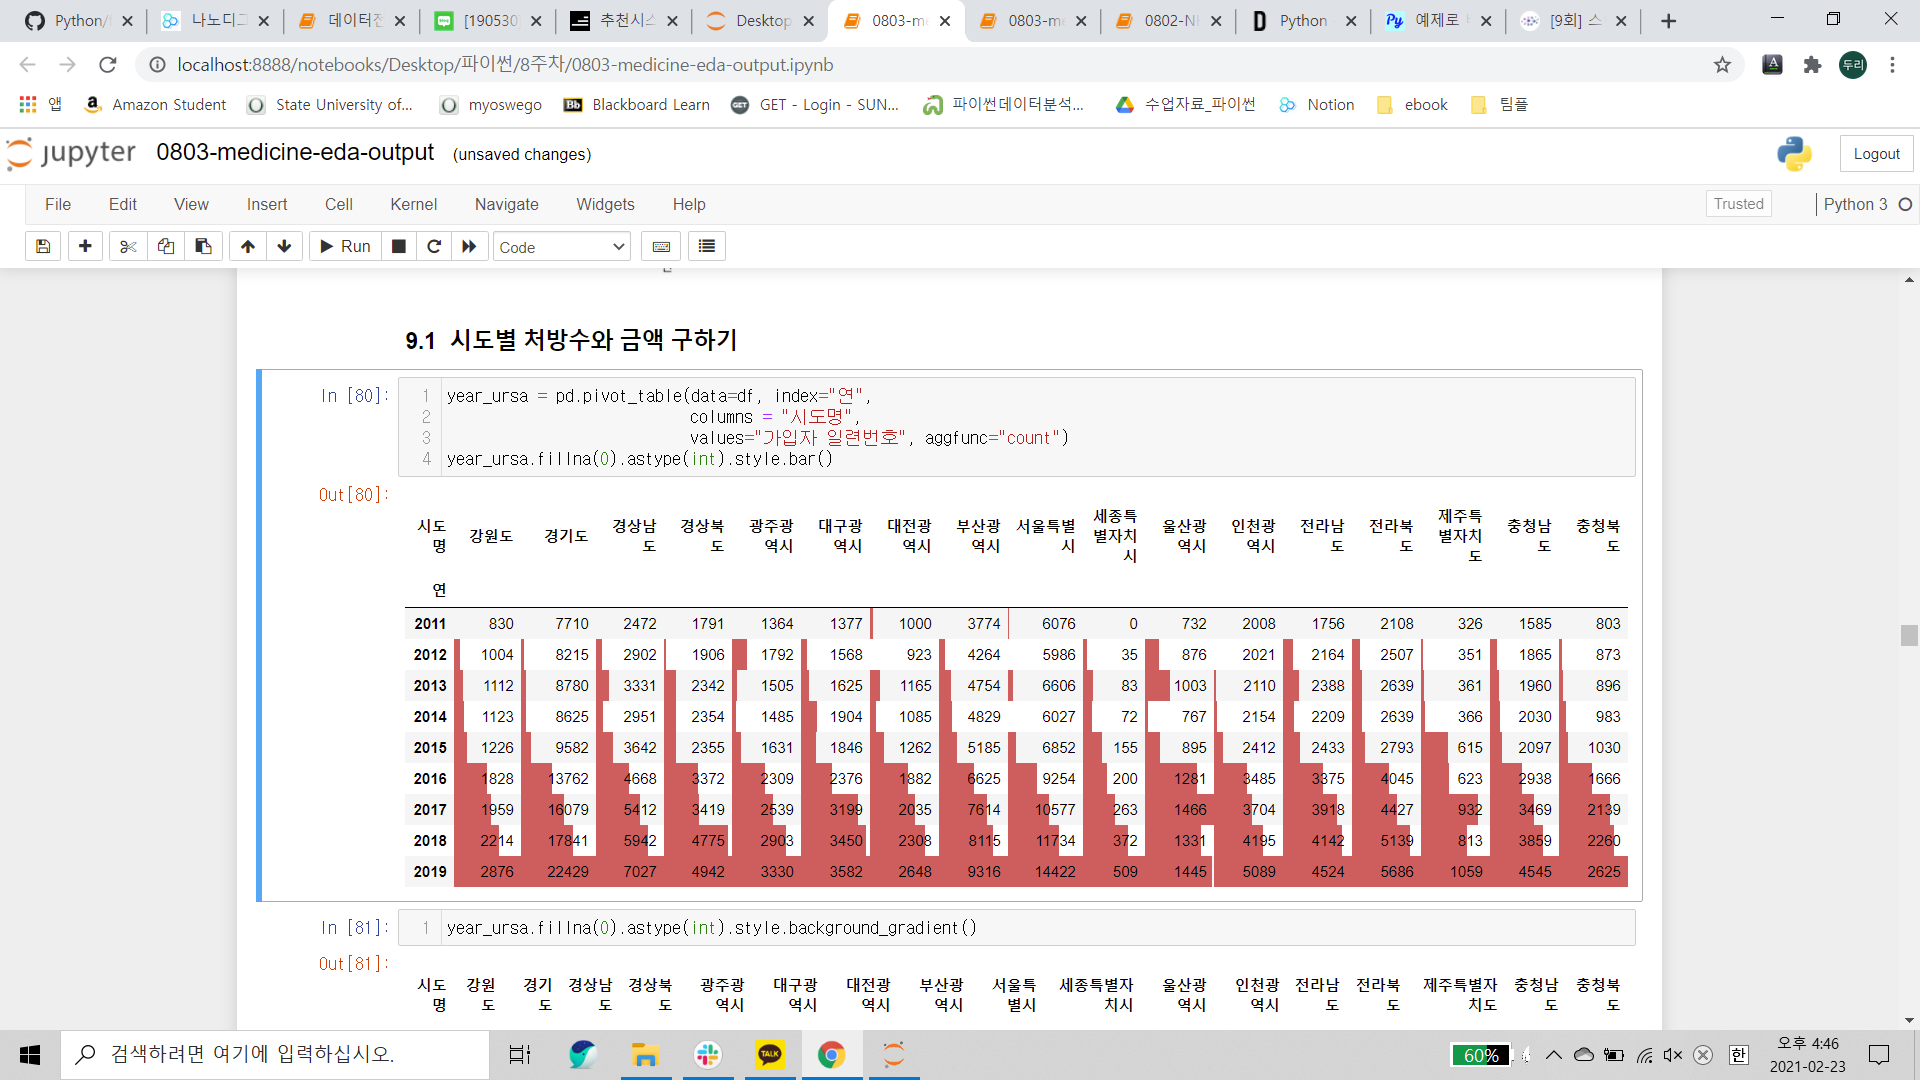 Python/
나노디그
데이터전
[190530
추천시스
Desktop
0803-me
0803-me
0802-NH
Python
예제로
[9회] 스
localhost:8888/notebooks/Desktop/파이썬/8주차/0803-medicine-eda-output.ipynb
두리
앱
Amazon Student
State University of...
myoswego
Blackboard Learn
GET - Login - SUN...
파이썬데이터분석...
수업자료_파이썬
Notion
ebook
팀플
jupyter 0803-medicine-eda-output (unsaved changes)
Logout
File Edit View Insert Cell Kernel Navigate Widgets Help
Trusted
Python 3
Run
Code
9.1 시도별 처방수와 금액 구하기
In [80]:
1 year_ursa = pd.pivot_table(data=df, index="연",
2 columns = "시도명",
3 values="가입자 일련번호", aggfunc="count")
4 year_ursa.fillna(0).astype(int).style.bar()
Out[80]:
시도명 강원도 경기도 경상남도 경상북도 광주광역시 대구광역시 대전광역시 부산광역시 서울특별시 세종특별자치시 울산광역시 인천광역시 전라남도 전라북도 제주특별자치도 충청남도 충청북도
연
2011 830 7710 2472 1791 1364 1377 1000 3774 6076 0 732 2008 1756 2108 326 1585 803
2012 1004 8215 2902 1906 1792 1568 923 4264 5986 35 876 2021 2164 2507 351 1865 873
2013 1112 8780 3331 2342 1505 1625 1165 4754 6606 83 1003 2110 2388 2639 361 1960 896
2014 1123 8625 2951 2354 1485 1904 1085 4829 6027 72 767 2154 2209 2639 366 2030 983
2015 1226 9582 3642 2355 1631 1846 1262 5185 6852 155 895 2412 2433 2793 615 2097 1030
2016 1828 13762 4668 3372 2309 2376 1882 6625 9254 200 1281 3485 3375 4045 623 2938 1666
2017 1959 16079 5412 3419 2539 3199 2035 7614 10577 263 1466 3704 3918 4427 932 3469 2139
2018 2214 17841 5942 4775 2903 3450 2308 8115 11734 372 1331 4195 4142 5139 813 3859 2260
2019 2876 22429 7027 4942 3330 3582 2648 9316 14422 509 1445 5089 4524 5686 1059 4545 2625
In [81]:
1 year_ursa.fillna(0).astype(int).style.background_gradient()
Out[81]:
시도명 강원도 경기도 경상남도 경상북도 광주광역시 대구광역시 대전광역시 부산광역시 서울특별시 세종특별자치시 울산광역시 인천광역시 전라남도 전라북도 제주특별자치도 충청남도 충청북도
검색하려면 여기에 입력하십시오.
TALK
60%
한
오후 4:46
2021-02-23